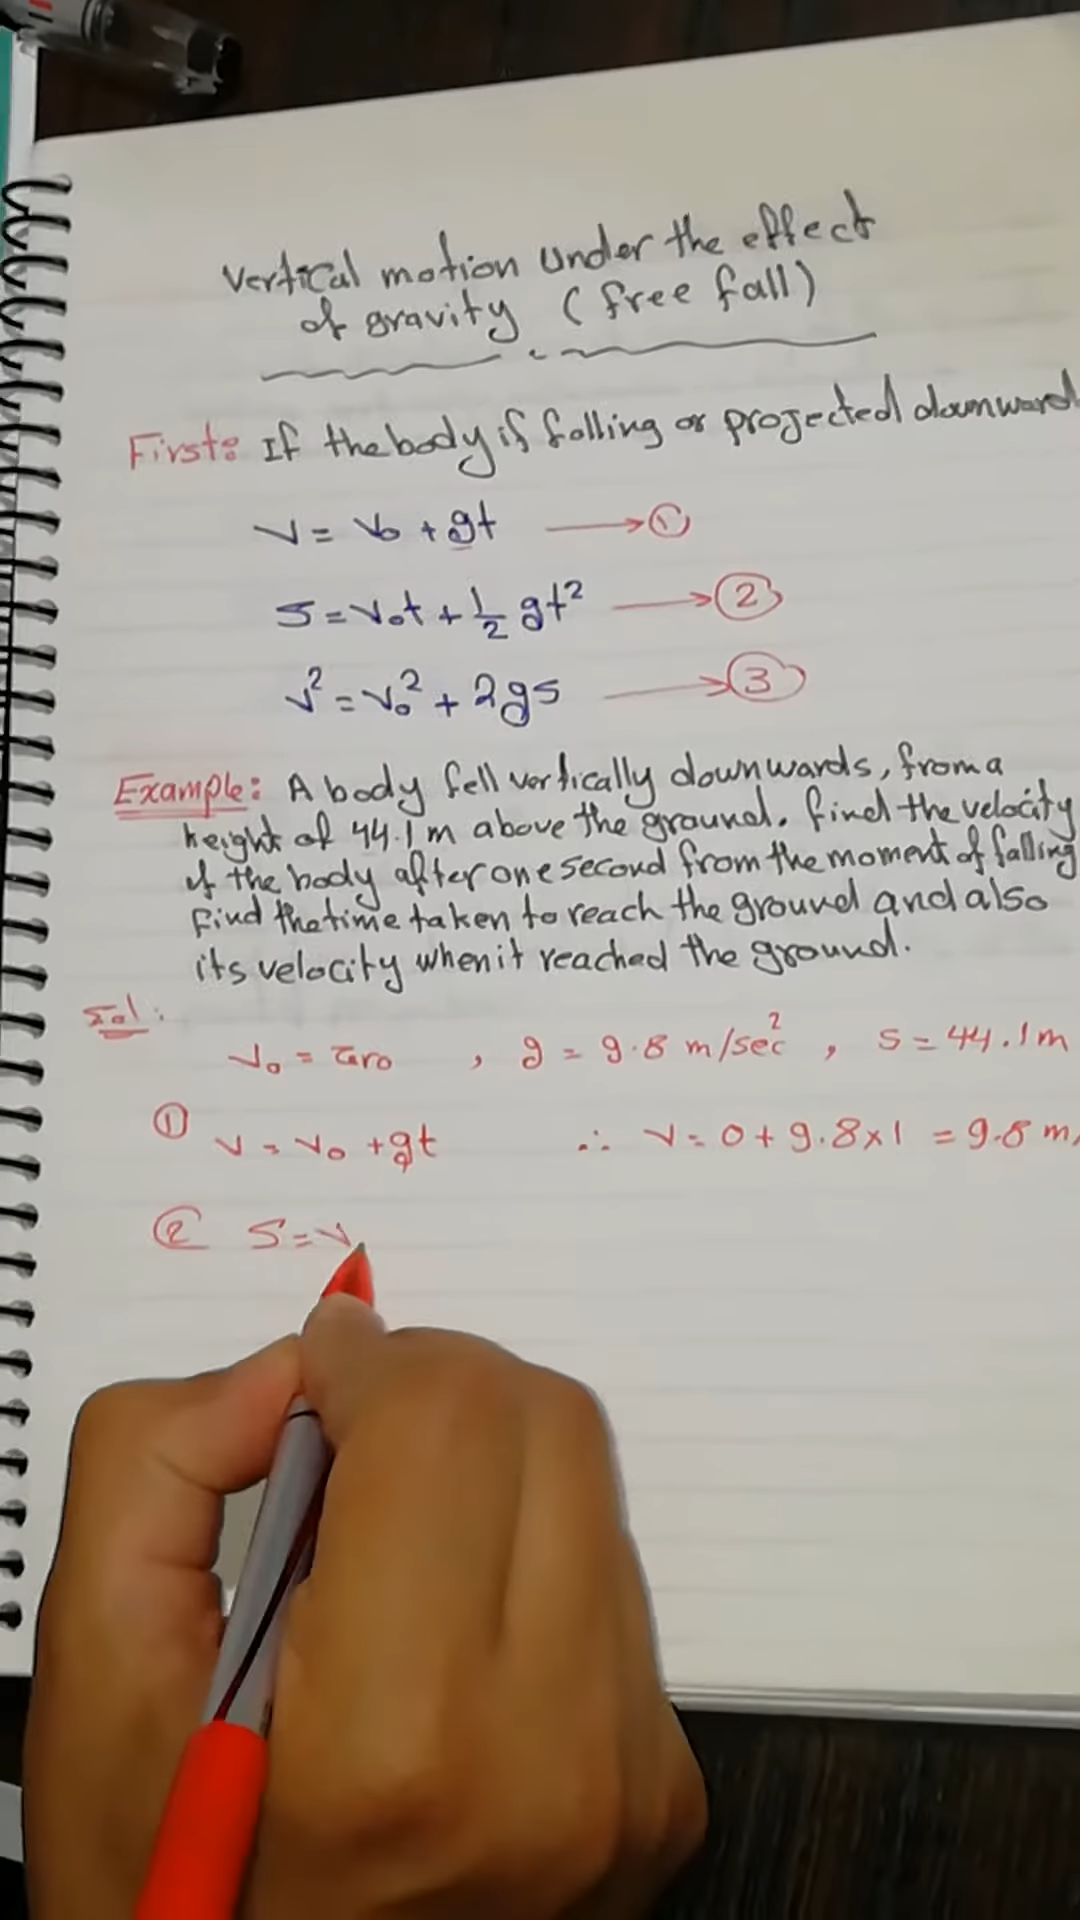 Vertical motion under the effect
of gravity (free fall)
First: If the body if falling or projected downward
V = V₀ + gt → ①
S = V₀t + 1/2 gt² → ②
V² = V₀² + 2gs → ③
Example: A body fell vertically downwards, from a
height of 44.1 m above the ground. find the velocity
of the body after one second from the moment of falling
Find the time taken to reach the ground and also
its velocity when it reached the ground.
Sol:
V₀ = Zero , g = 9.8 m/sec² , S = 44.1m
① V = V₀ + gt ∴ V = 0 + 9.8×1 = 9.8 m
② S = V